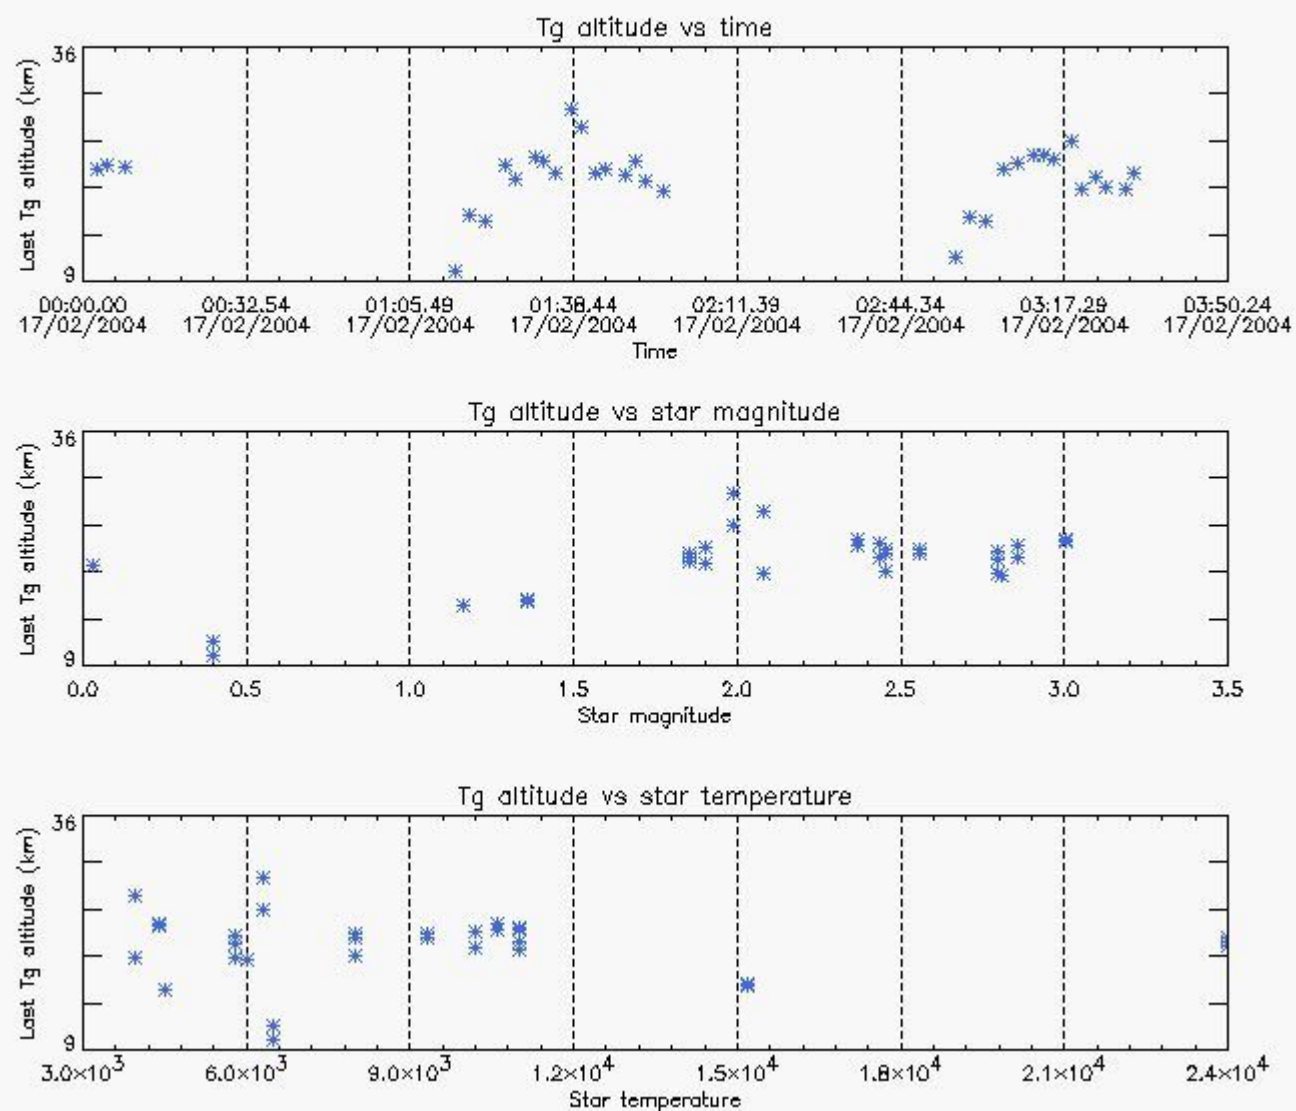 Tg altitude vs time
36
Last Tg altitude (km)
9
00:00.00 00:32.54 01:05.49 01:38.44 02:11.39 02:44.34 03:17.29 03:50.24
17/02/2004 17/02/2004 17/02/2004 17/02/2004 17/02/2004 17/02/2004 17/02/2004 17/02/2004
Time
Tg altitude vs star magnitude
36
Last Tg altitude (km)
9
0.0 0.5 1.0 1.5 2.0 2.5 3.0 3.5
Star magnitude
Tg altitude vs star temperature
36
Last Tg altitude (km)
9
3.0×10³ 6.0×10³ 9.0×10³ 1.2×10⁴ 1.5×10⁴ 1.8×10⁴ 2.1×10⁴ 2.4×10⁴
Star temperature